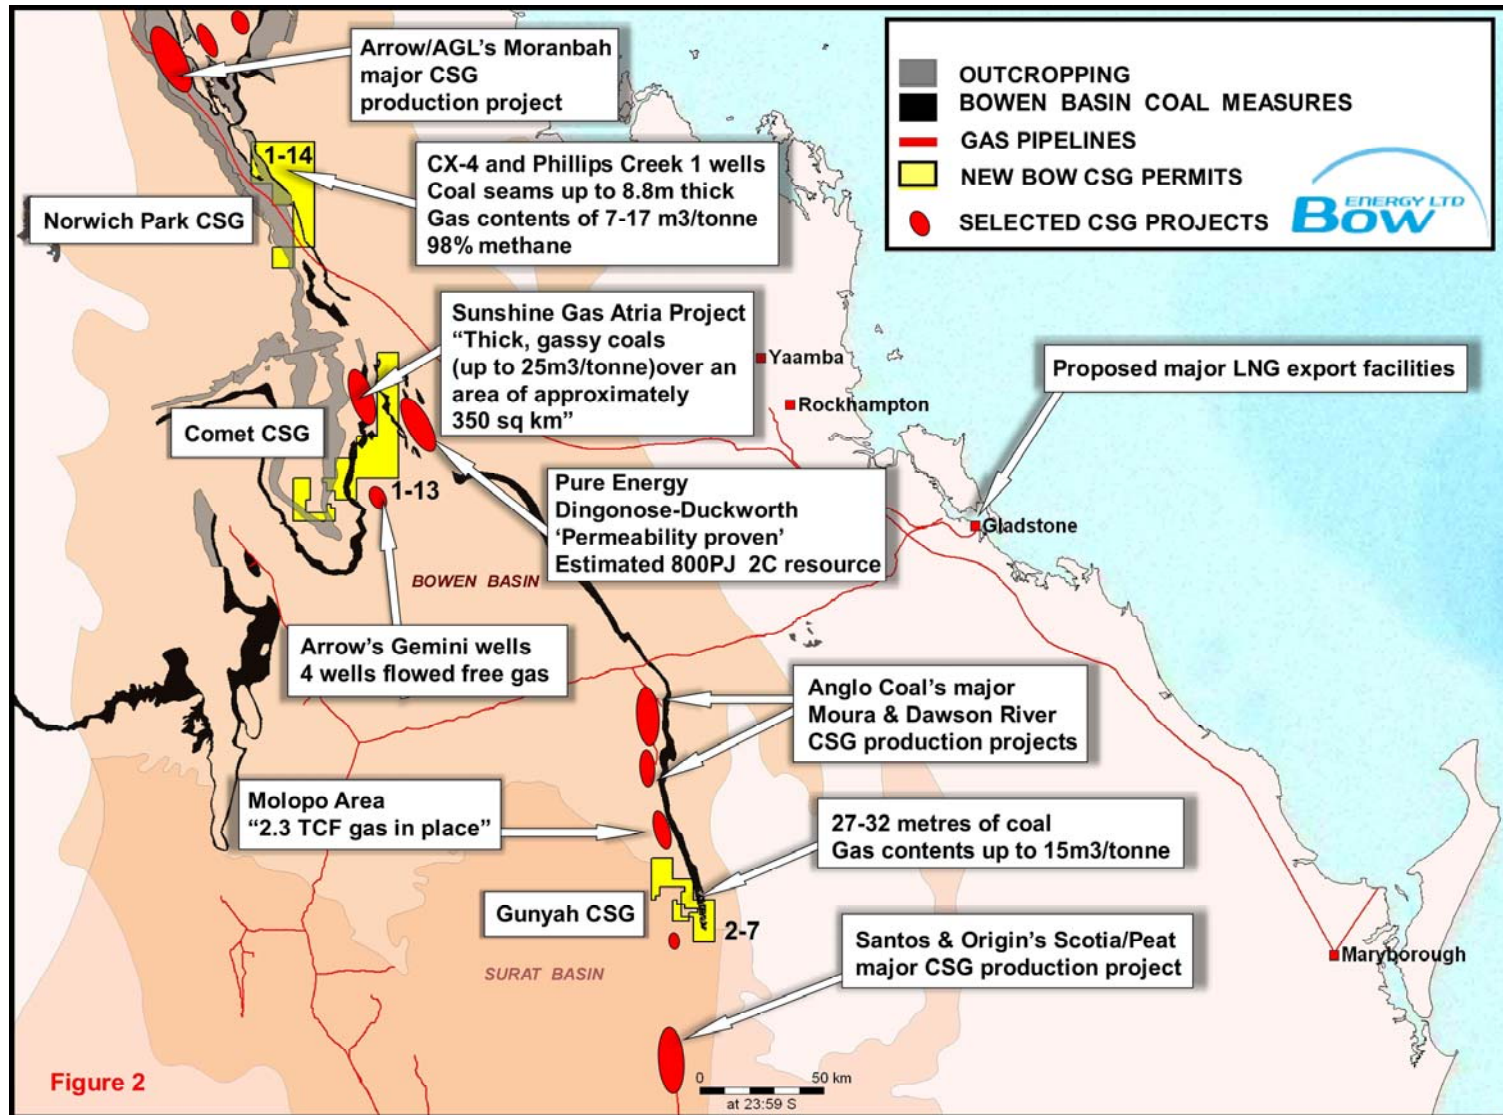 Arrow/AGL's Moranbah
major CSG
production project
OUTCROPPING
BOWEN BASIN COAL MEASURES
GAS PIPELINES
NEW BOW CSG PERMITS
SELECTED CSG PROJECTS
ENERGY LTD
BOW
1-14
CX-4 and Phillips Creek 1 wells
Coal seams up to 8.8m thick
Gas contents of 7-17 m3/tonne
98% methane
Norwich Park CSG
Sunshine Gas Atria Project
“Thick, gassy coals
(up to 25m3/tonne)over an
area of approximately
350 sq km”
Yaamba
Rockhampton
Proposed major LNG export facilities
Comet CSG
1-13
Pure Energy
Dingonose-Duckworth
‘Permeability proven’
Estimated 800PJ 2C resource
Gladstone
BOWEN BASIN
Arrow's Gemini wells
4 wells flowed free gas
Anglo Coal's major
Moura & Dawson River
CSG production projects
Molopo Area
“2.3 TCF gas in place”
27-32 metres of coal
Gas contents up to 15m3/tonne
Gunyah CSG
2-7
Santos & Origin's Scotia/Peat
major CSG production project
Maryborough
SURAT BASIN
Figure 2
0 50 km
at 23:59 S